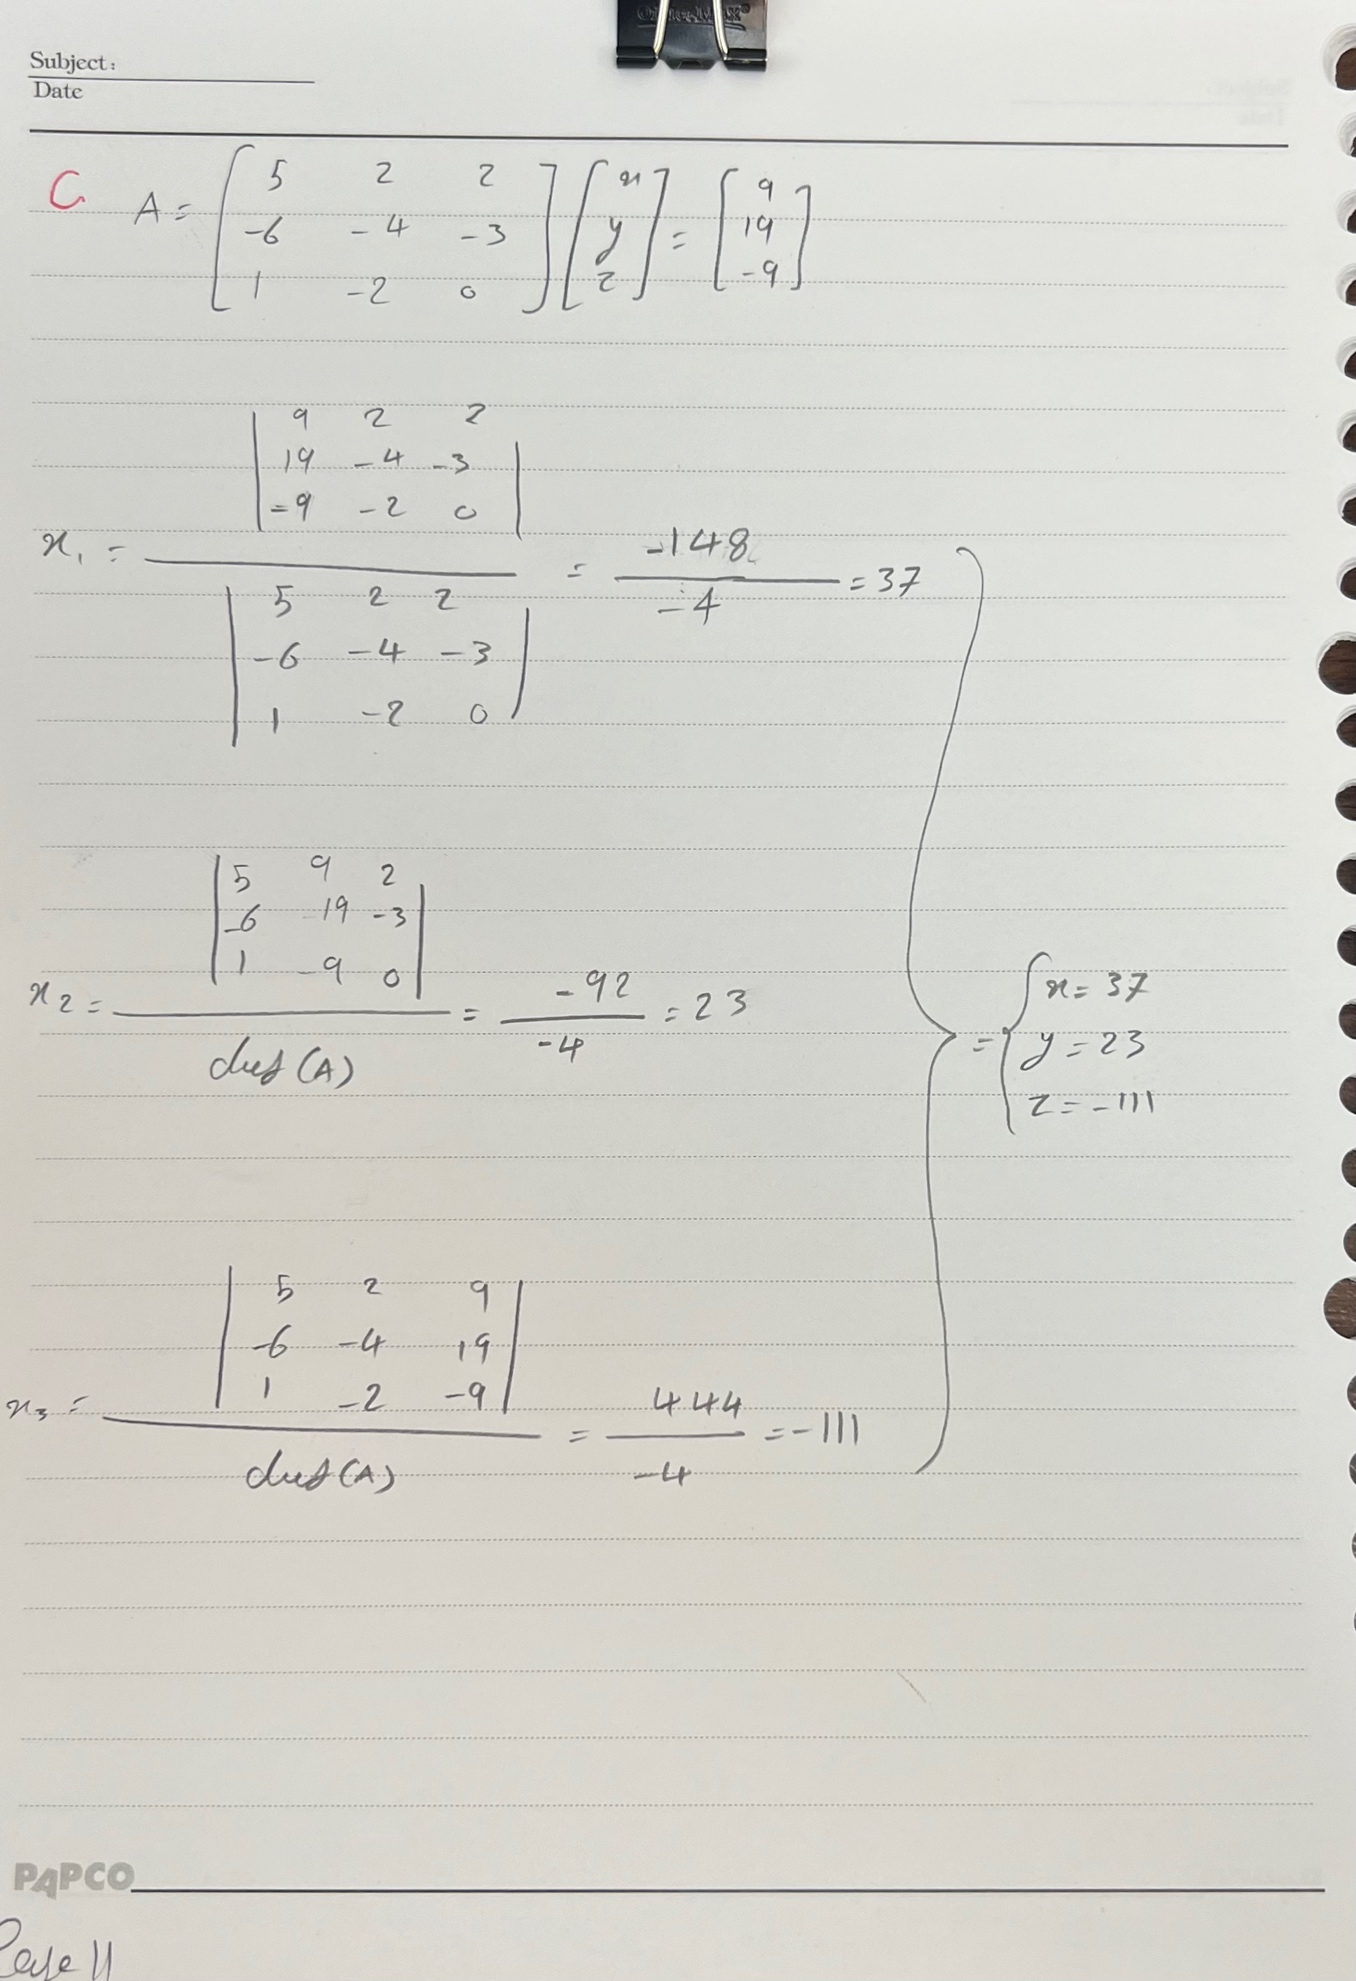 Subject:
Date
C A = [ 5 2 2 ; -6 -4 -3 ; 1 -2 0 ] [ x ; y ; z ] = [ 9 ; 19 ; -9 ]
x₁ = | 9 2 2 ; 19 -4 -3 ; -9 -2 0 | / | 5 2 2 ; -6 -4 -3 ; 1 -2 0 | = -148 / -4 = 37
x₂ = | 5 9 2 ; -6 19 -3 ; 1 -9 0 | / det(A) = -92 / -4 = 23
= { x = 37
y = 23
z = -111
x₃ = | 5 2 9 ; -6 -4 19 ; 1 -2 -9 | / det(A) = 444 / -4 = -111
PAPCO
Page 11